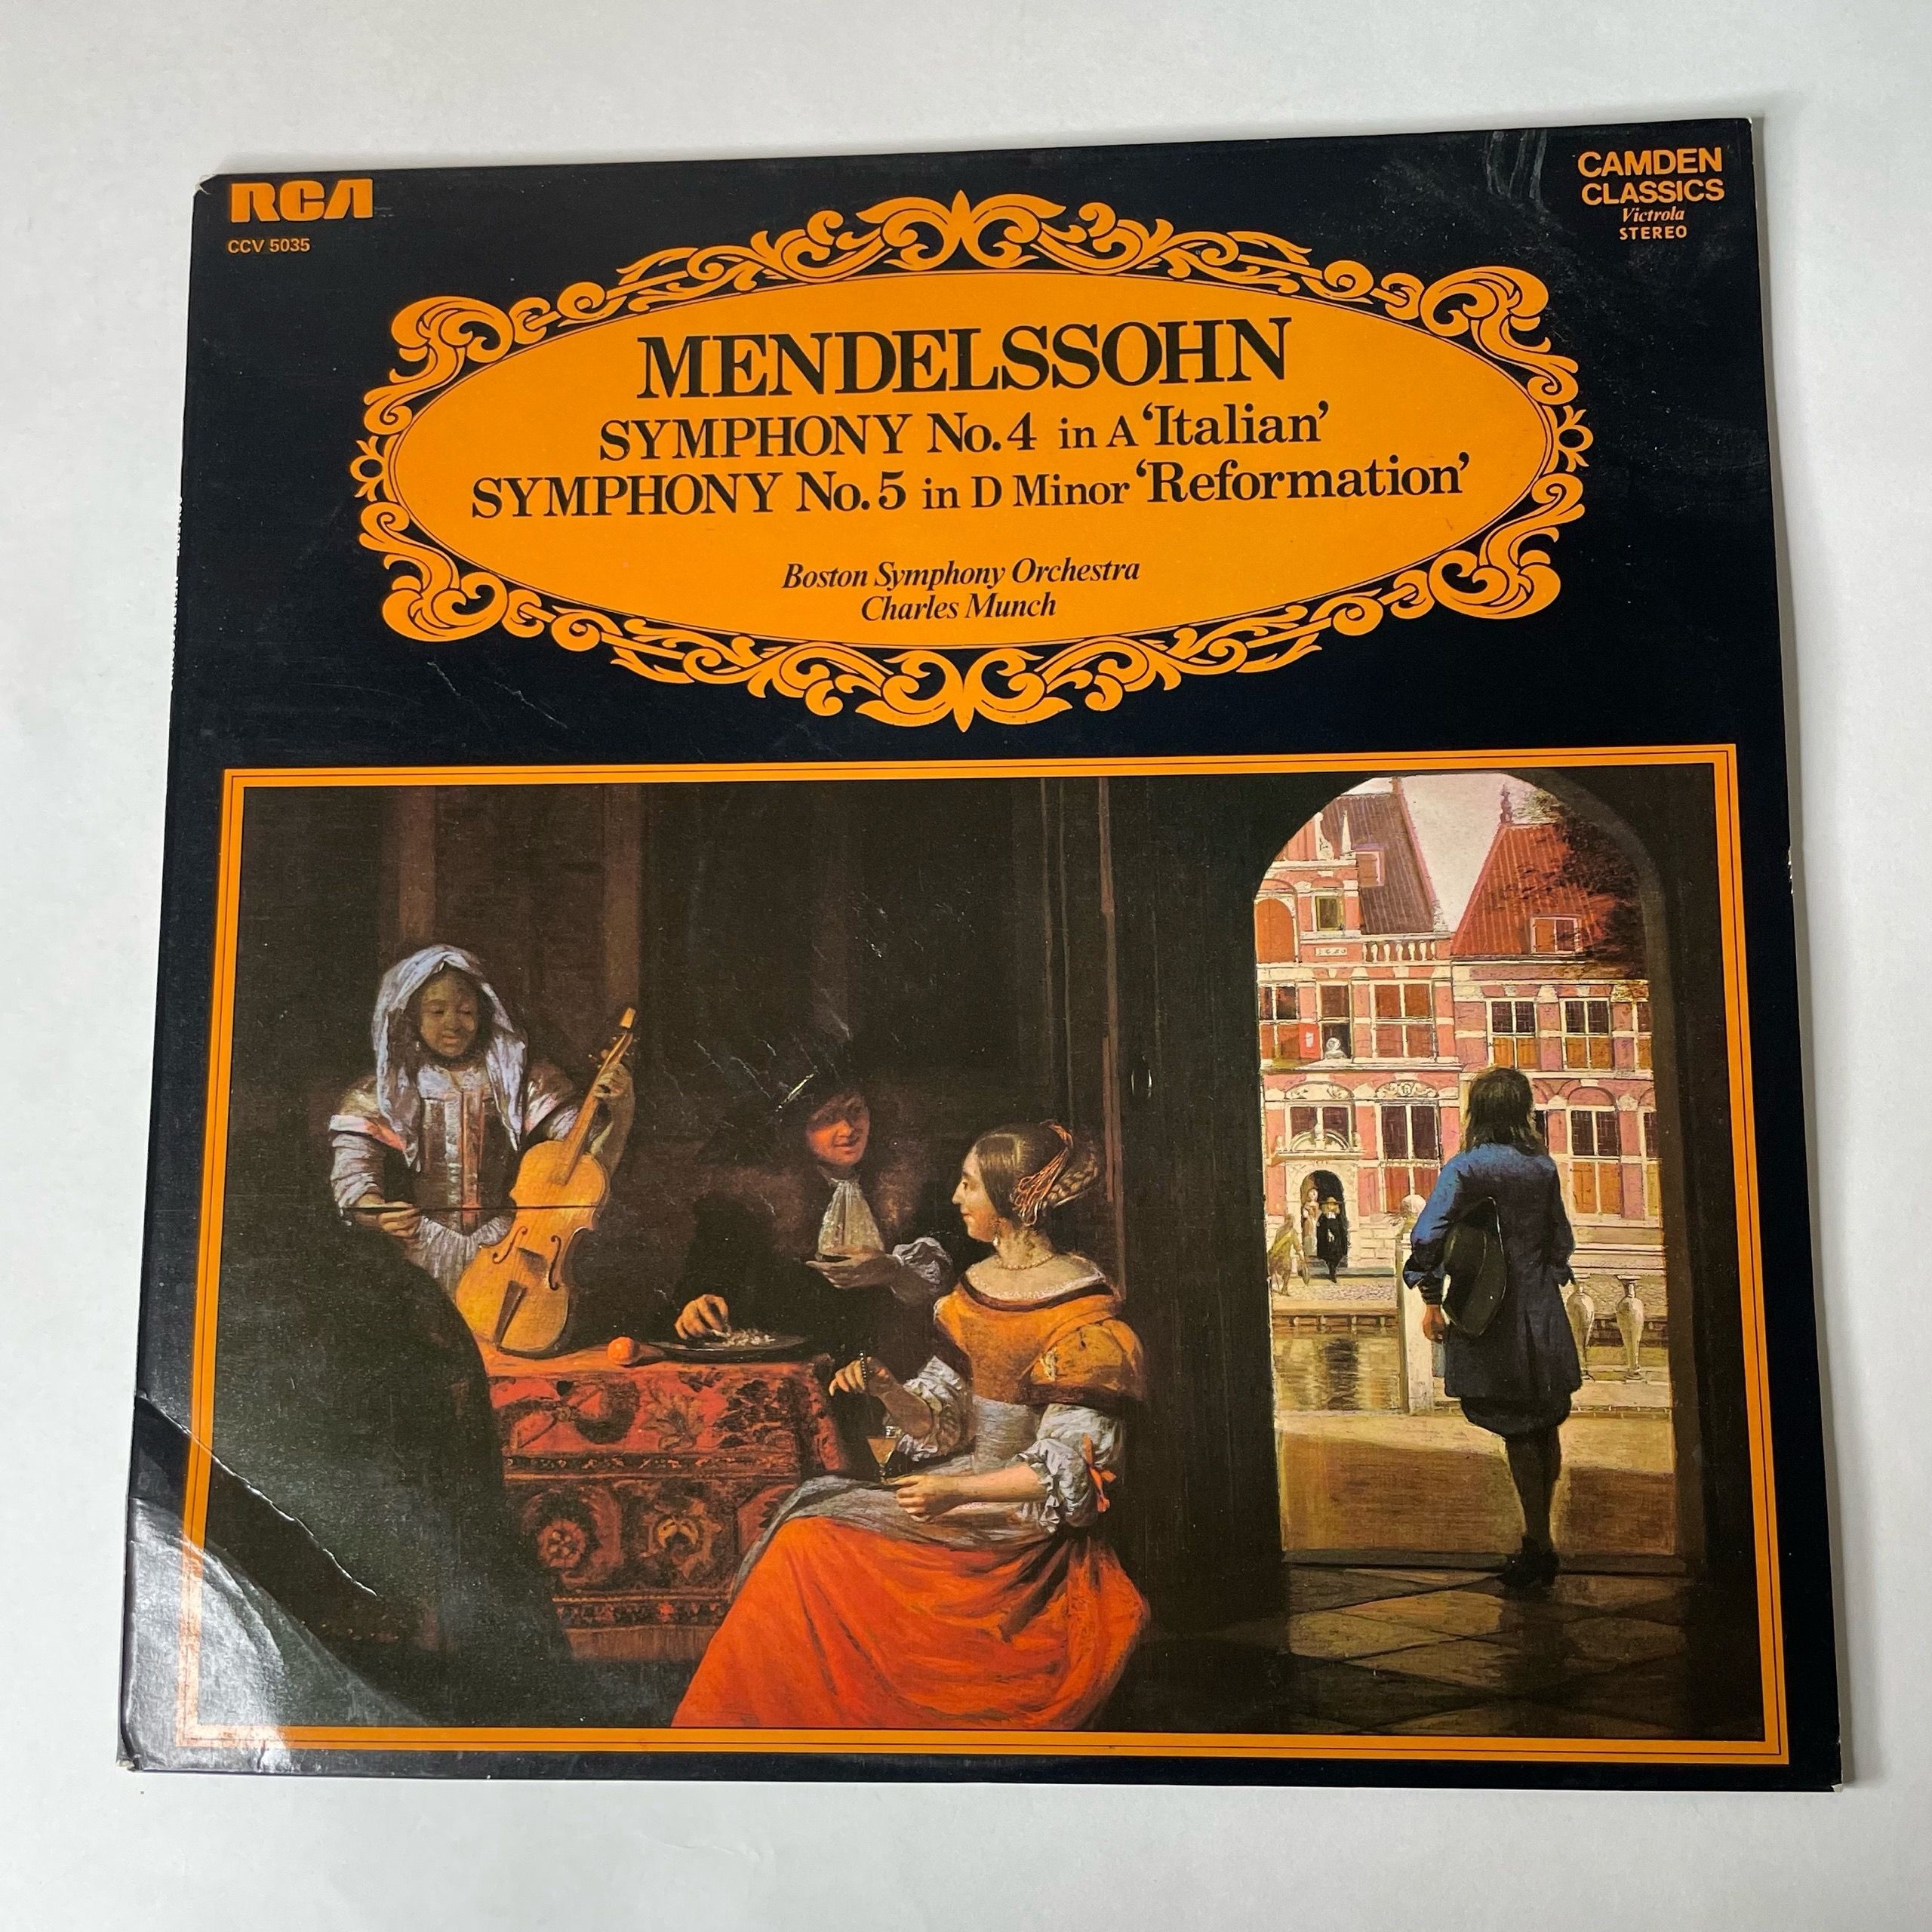 RCA
CCV 5035
CAMDEN
CLASSICS
Victrola
STEREO
MENDELSSOHN
SYMPHONY No. 4 in A ‘Italian’
SYMPHONY No. 5 in D Minor ‘Reformation’
Boston Symphony Orchestra
Charles Munch